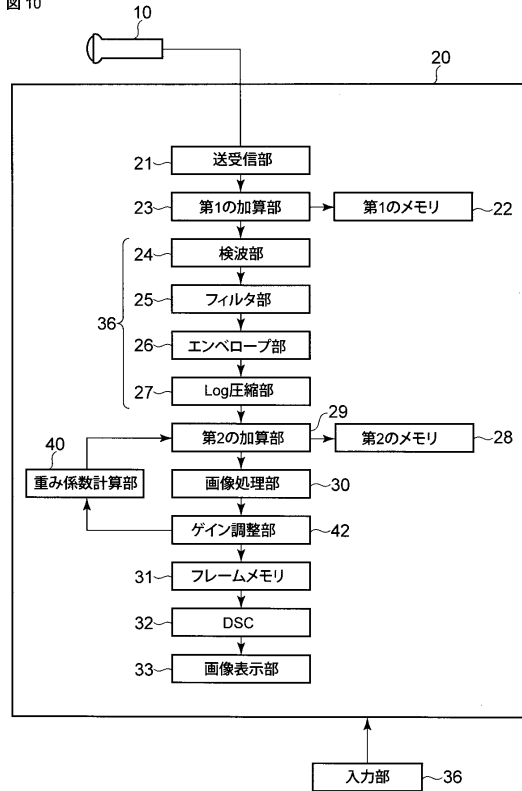 図10
10
20
21 送受信部
23 第1の加算部 第1のメモリ 22
24 検波部
25 フィルタ部
36
26 エンベロープ部
27 Log圧縮部
29
第2の加算部 第2のメモリ 28
40
重み係数計算部 画像処理部 30
ゲイン調整部 42
31 フレームメモリ
32 DSC
33 画像表示部
入力部 36